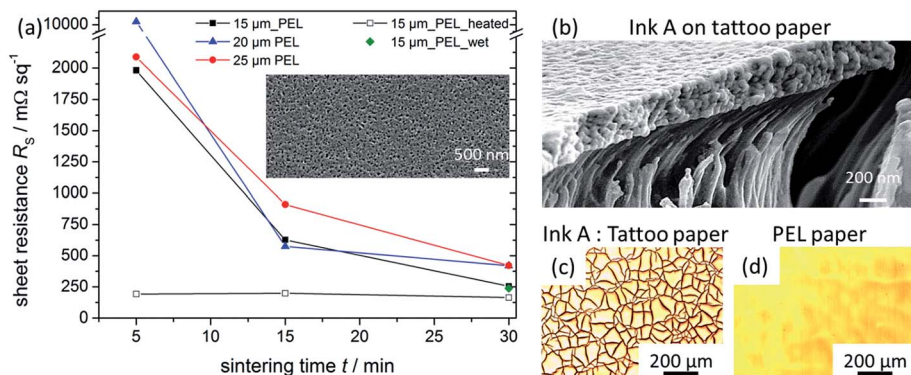 (a)
10000
2000
1750
1500
1250
1000
750
500
250
0
sheet resistance Rs / mΩ sq⁻¹
15 µm_PEL
20 µm PEL
25 µm PEL
15 µm_PEL_heated
15 µm_PEL_wet
500 nm
5 10 15 20 25 30
sintering time t / min
(b) Ink A on tattoo paper
200 nm
Ink A : Tattoo paper
(c)
200 µm
PEL paper
(d)
200 µm